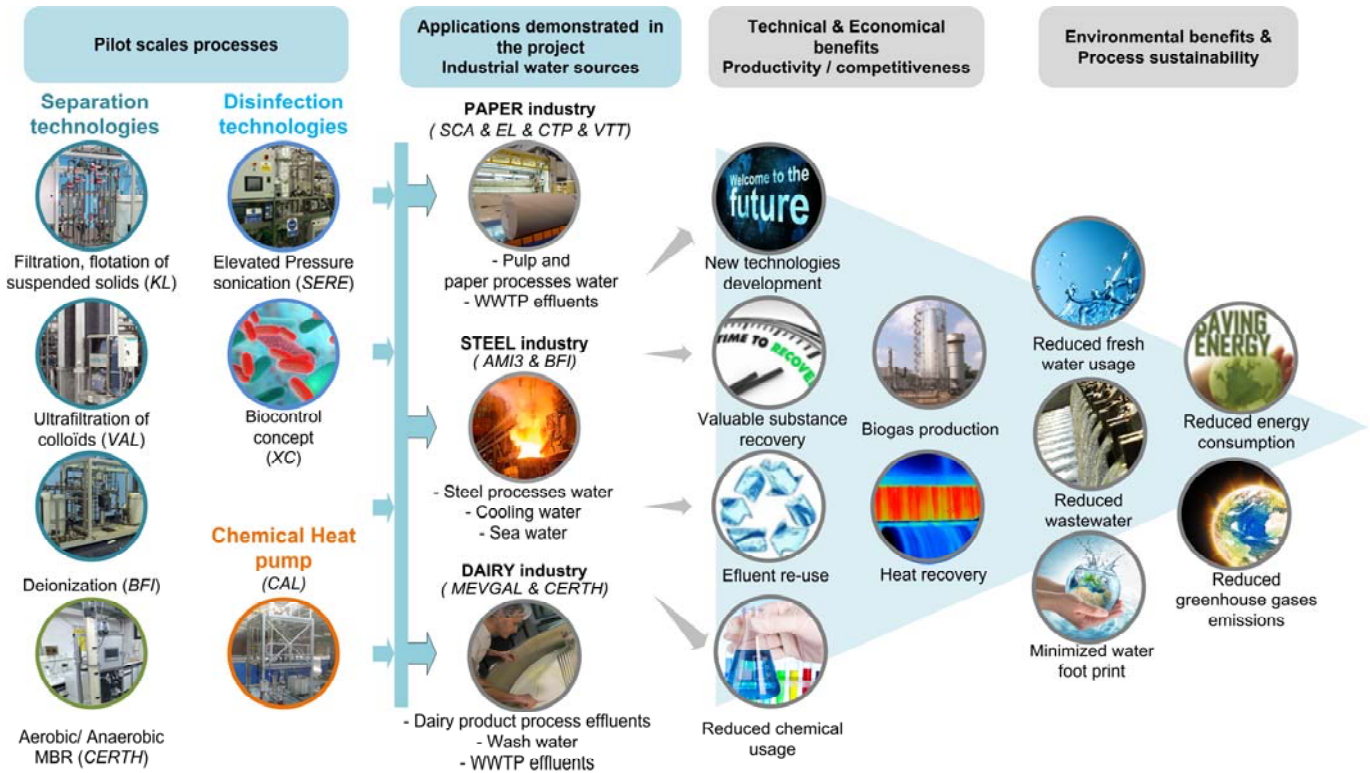 Pilot scales processes
Applications demonstrated in
the project
Industrial water sources
Technical & Economical
benefits
Productivity / competitiveness
Environmental benefits &
Process sustainability
Separation
technologies
Filtration, flotation of
suspended solids (KL)
Ultrafiltration of
colloïds (VAL)
Deionization (BFI)
Aerobic/ Anaerobic
MBR (CERTH)
Disinfection
technologies
Elevated Pressure
sonication (SERE)
Biocontrol
concept
(XC)
Chemical Heat
pump
(CAL)
PAPER industry
( SCA & EL & CTP & VTT)
- Pulp and
paper processes water
- WWTP effluents
STEEL industry
( AMI3 & BFI)
- Steel processes water
- Cooling water
- Sea water
DAIRY industry
( MEVGAL & CERTH)
- Dairy product process effluents
- Wash water
- WWTP effluents
Welcome to the
future
New technologies
development
TIME TO RECOVE
Valuable substance
recovery
Biogas production
Efluent re-use
Heat recovery
Reduced chemical
usage
Reduced fresh
water usage
SAVING
ENERGY
Reduced energy
consumption
Reduced
wastewater
Reduced
greenhouse gases
emissions
Minimized water
foot print